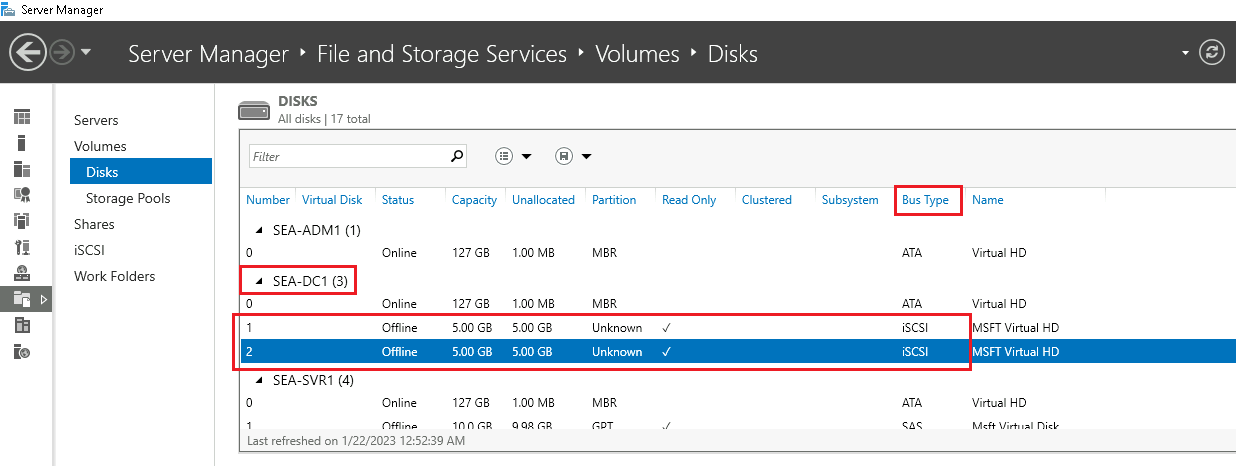 Server Manager
Server Manager ‣ File and Storage Services ‣ Volumes ‣ Disks
Servers
Volumes
Disks
Storage Pools
Shares
iSCSI
Work Folders
DISKS
All disks | 17 total
Filter
Number Virtual Disk Status Capacity Unallocated Partition Read Only Clustered Subsystem Bus Type Name
SEA-ADM1 (1)
0 Online 127 GB 1.00 MB MBR ATA Virtual HD
SEA-DC1 (3)
0 Online 127 GB 1.00 MB MBR ATA Virtual HD
1 Offline 5.00 GB 5.00 GB Unknown ✓ iSCSI MSFT Virtual HD
2 Offline 5.00 GB 5.00 GB Unknown ✓ iSCSI MSFT Virtual HD
SEA-SVR1 (4)
0 Online 127 GB 1.00 MB MBR ATA Virtual HD
1 Offline 10.0 GB 9.98 GB GPT ✓ SAS Msft Virtual Disk
Last refreshed on 1/22/2023 12:52:39 AM